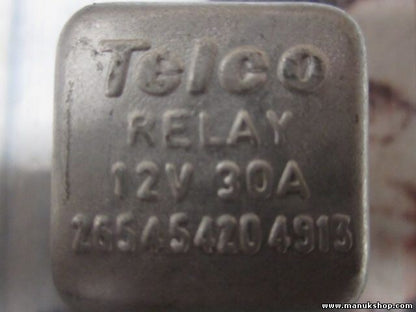 Telco
RELAY
12V 30A
265454204913
www.manukshop.com